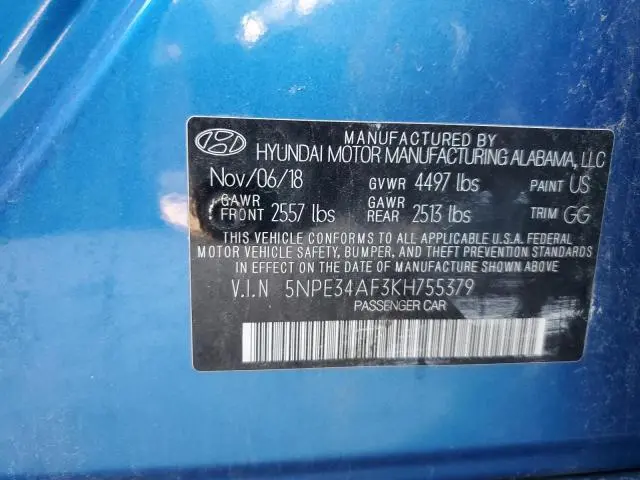 MANUFACTURED BY
HYUNDAI MOTOR MANUFACTURING ALABAMA, LLC
Nov/06/18 GVWR 4497 lbs PAINT US
GAWR FRONT 2557 lbs GAWR REAR 2513 lbs TRIM GG
THIS VEHICLE CONFORMS TO ALL APPLICABLE U.S.A. FEDERAL
MOTOR VEHICLE SAFETY, BUMPER, AND THEFT PREVENTION STANDARDS
IN EFFECT ON THE DATE OF MANUFACTURE SHOWN ABOVE
V.I.N 5NPE34AF3KH755379
PASSENGER CAR